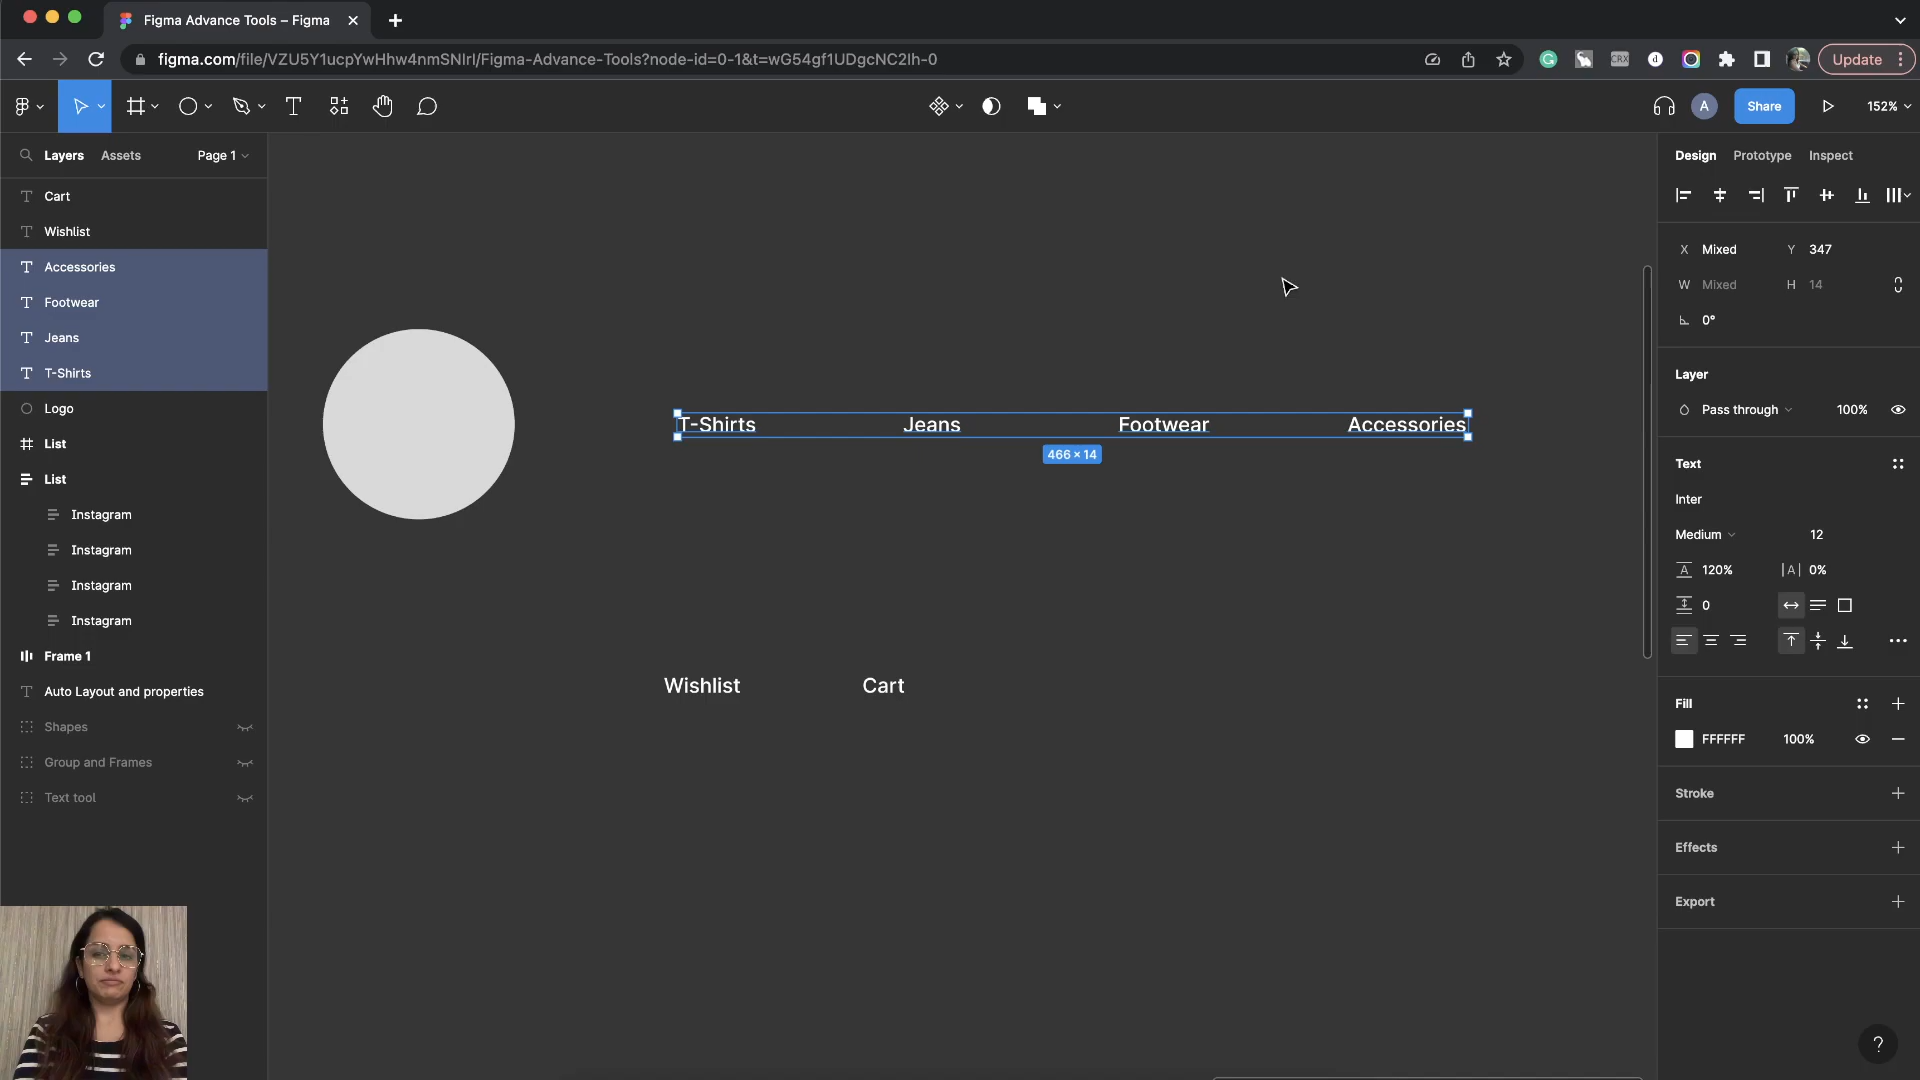 Figma Advance Tools – Figma
figma.com/file/VZU5Y1ucpYwHhw4nmSNIrI/Figma-Advance-Tools?node-id=0-1&t=wG54gf1UDgcNC2lh-0
CRX
Update
A
Share
152%
Layers
Assets
Page 1
Design
Prototype
Inspect
Cart
Wishlist
Accessories
Footwear
Jeans
T-Shirts
Logo
List
List
Instagram
Instagram
Instagram
Instagram
Frame 1
Auto Layout and properties
Shapes
Group and Frames
Text tool
T-Shirts
Jeans
Footwear
Accessories
466 × 14
Wishlist
Cart
X Mixed
Y 347
W Mixed
H 14
0°
Layer
Pass through
100%
Text
Inter
Medium
12
120%
|A| 0%
0
Fill
FFFFFF
100%
Stroke
Effects
Export
?